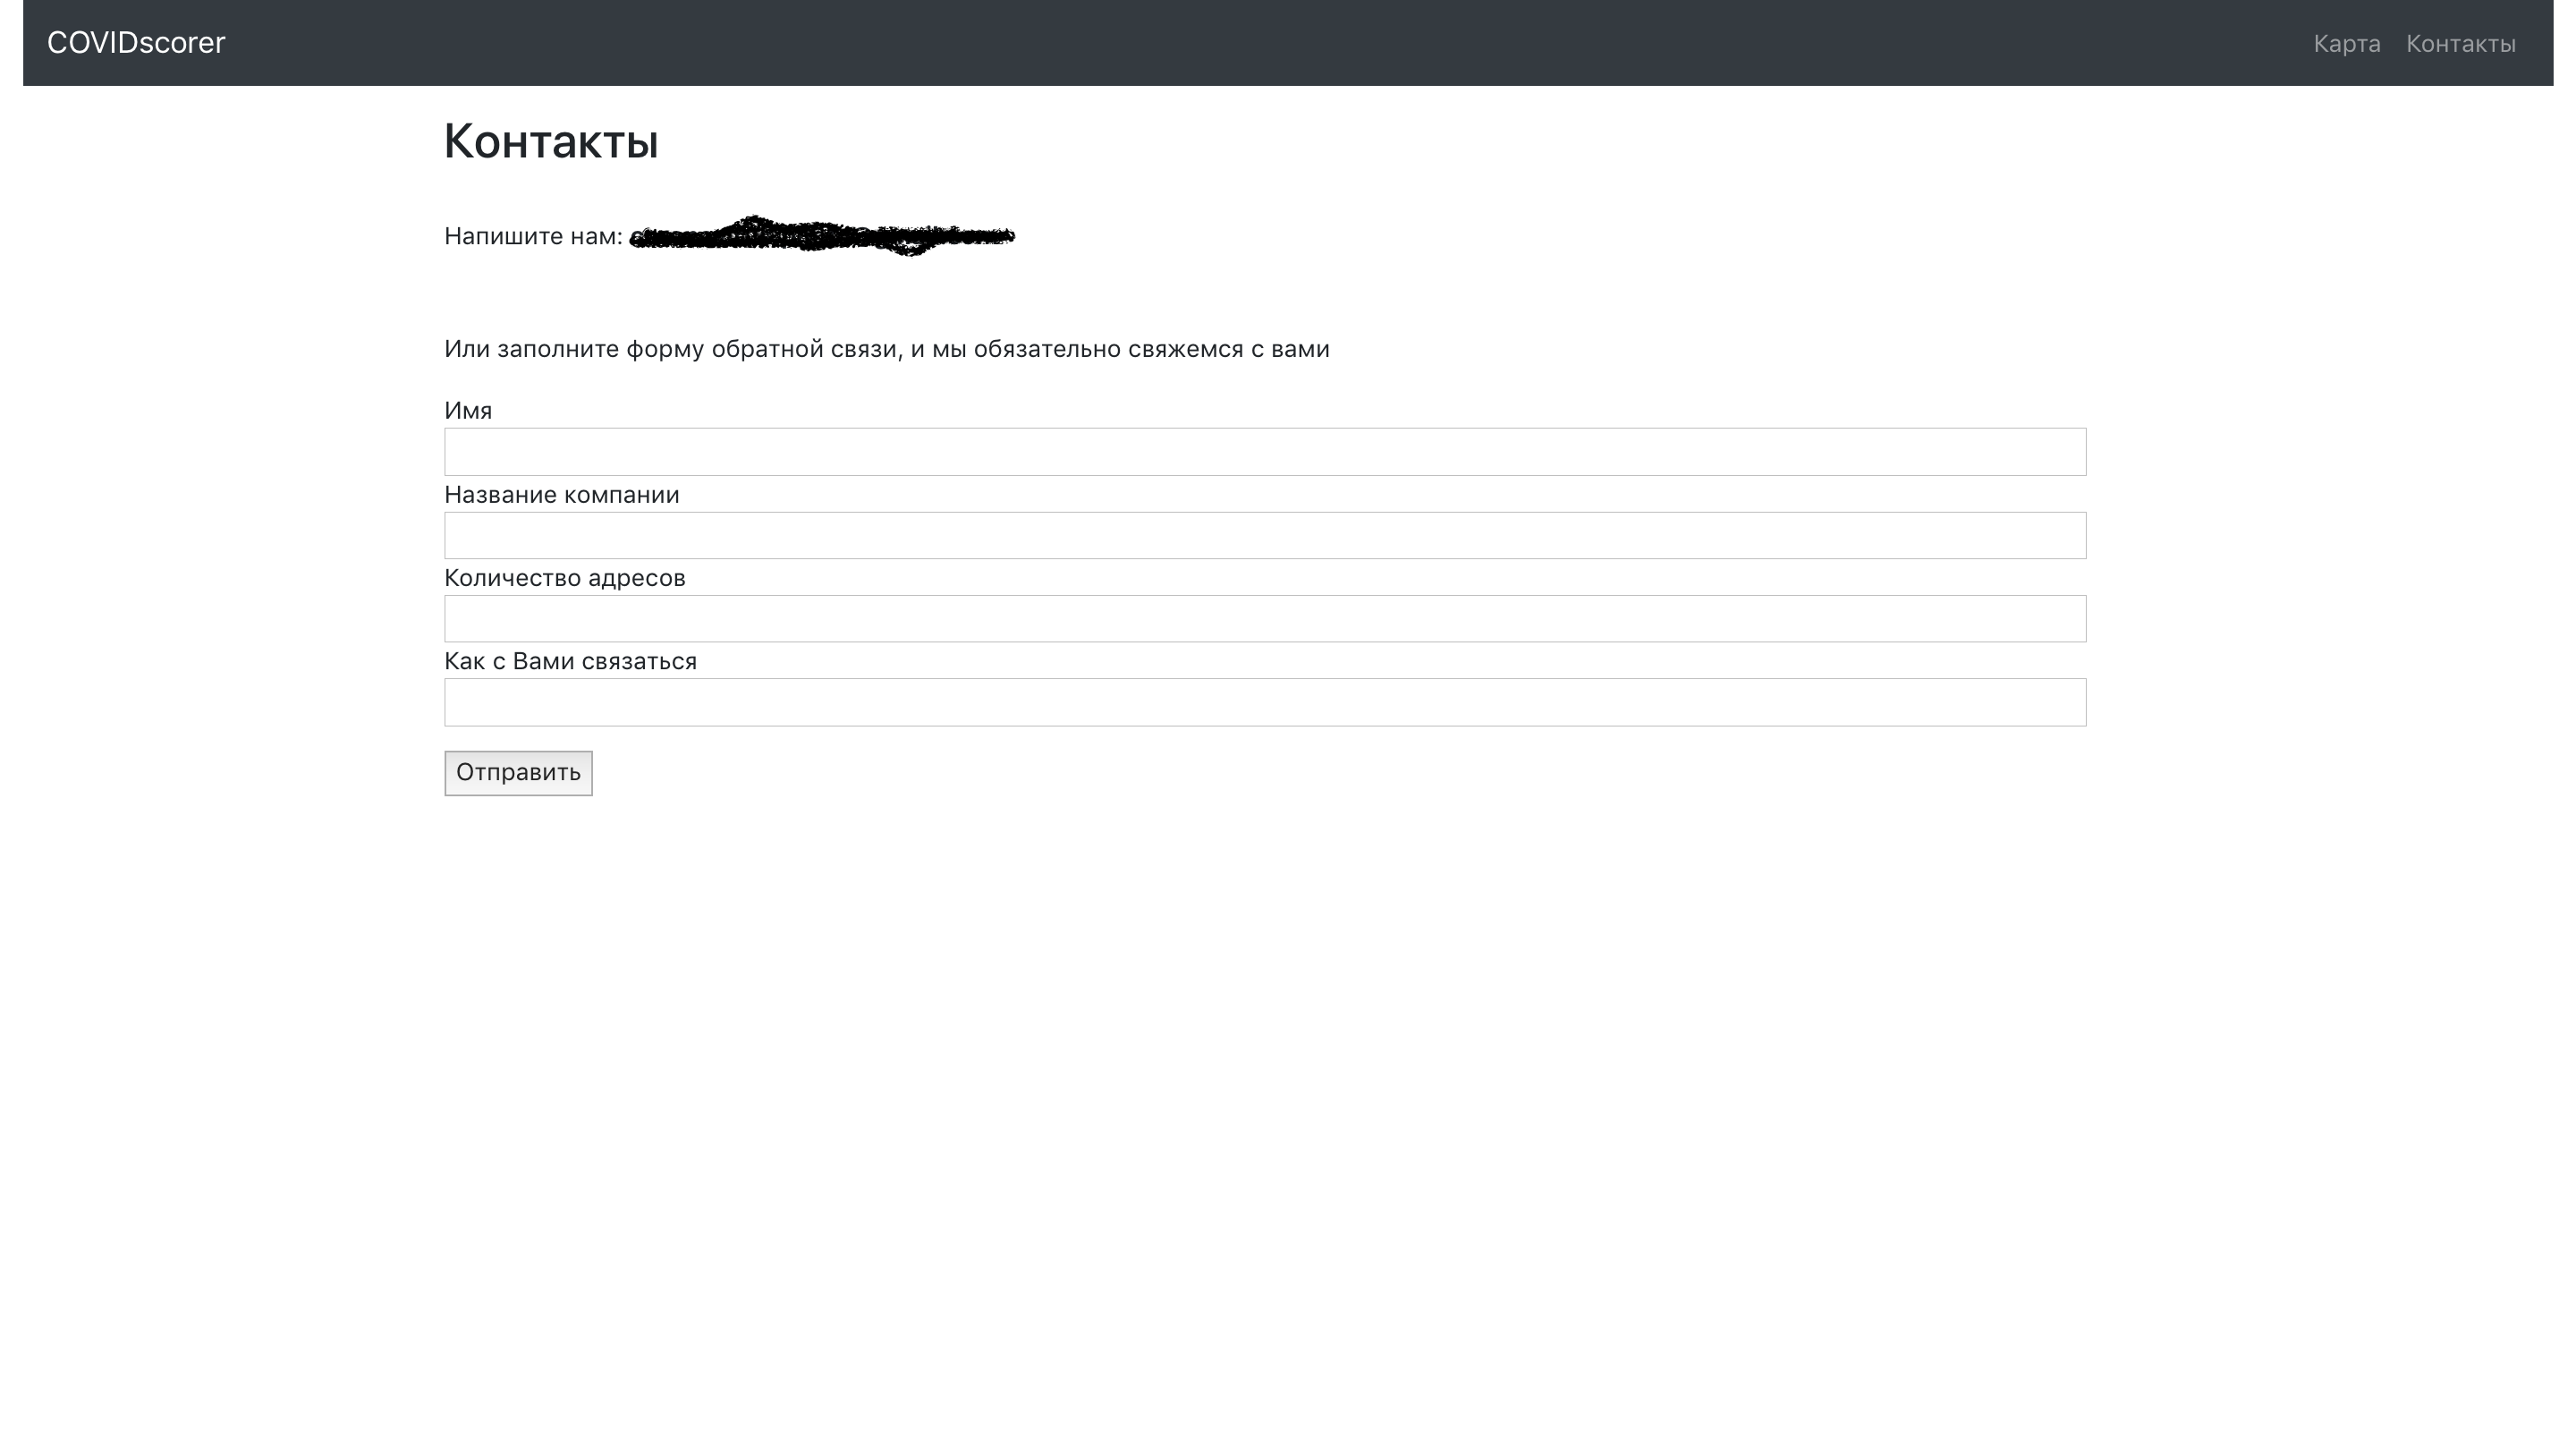 COVIDscorer
Карта Контакты
Контакты
Напишите нам:
Или заполните форму обратной связи, и мы обязательно свяжемся с вами
Имя
Название компании
Количество адресов
Как с Вами связаться
Отправить